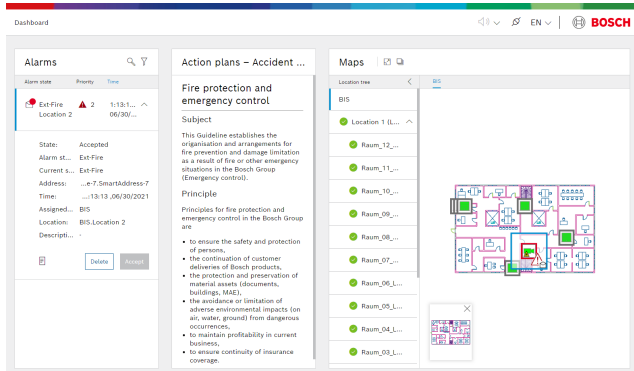 Dashboard
EN
BOSCH
Alarms
Alarm state Priority Time
Ext-Fire 2 1:13:1...
Location 2 06/30/...
State: Accepted
Alarm st... Ext-Fire
Current s... Ext-Fire
Address: ...e-7.SmartAddress-7
Time: ...:13:13 ,06/30/2021
Assigned... BIS
Location: BIS.Location 2
Descripti... -
Delete Accept
Action plans – Accident ...
Fire protection and
emergency control
Subject
This Guideline establishes the
origanisation and arrangements for
fire prevention and damage limitation
as a result of fire or other emergency
situations in the Bosch Group
(Emergency control).
Principle
Principles for fire protection and
emergency control in the Bosch Group
are
• to ensure the safety and protection
of persons,
• the continuation of customer
deliveries of Bosch products,
• the protection and preservation of
material assets (documents,
buildings, MAE),
• the avoidance or limitation of
adverse environmental impacts (on
air, water, ground) from dangerous
occurrences,
• to maintain profitability in current
business,
• to ensure continuity of insurance
coverage.
Maps
Location tree
BIS
BIS
Location 1 (L...
Raum_12_...
Raum_11_...
Raum_10_...
Raum_09_...
Raum_08_...
Raum_07_...
Raum_06_L...
Raum_05_L...
Raum_04_L...
Raum_03_L...